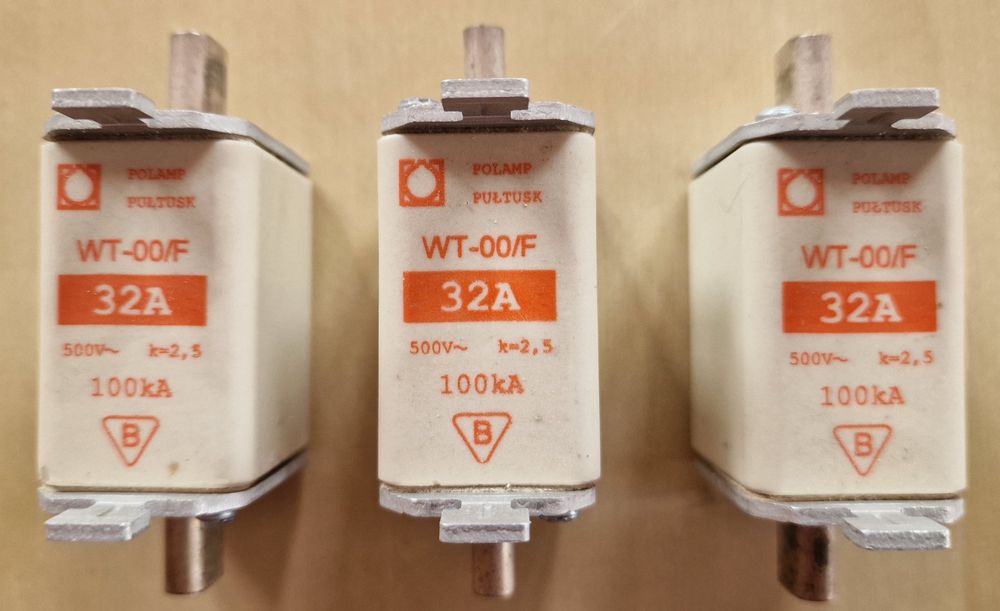 POLAMP
PUŁTUSK
WT-00/F
32A
500V~ k=2,5
100kA
B
POLAMP
PUŁTUSK
WT-00/F
32A
500V~ k=2,5
100kA
B
POLAMP
PUŁTUSK
WT-00/F
32A
500V~ k=2,5
100kA
B